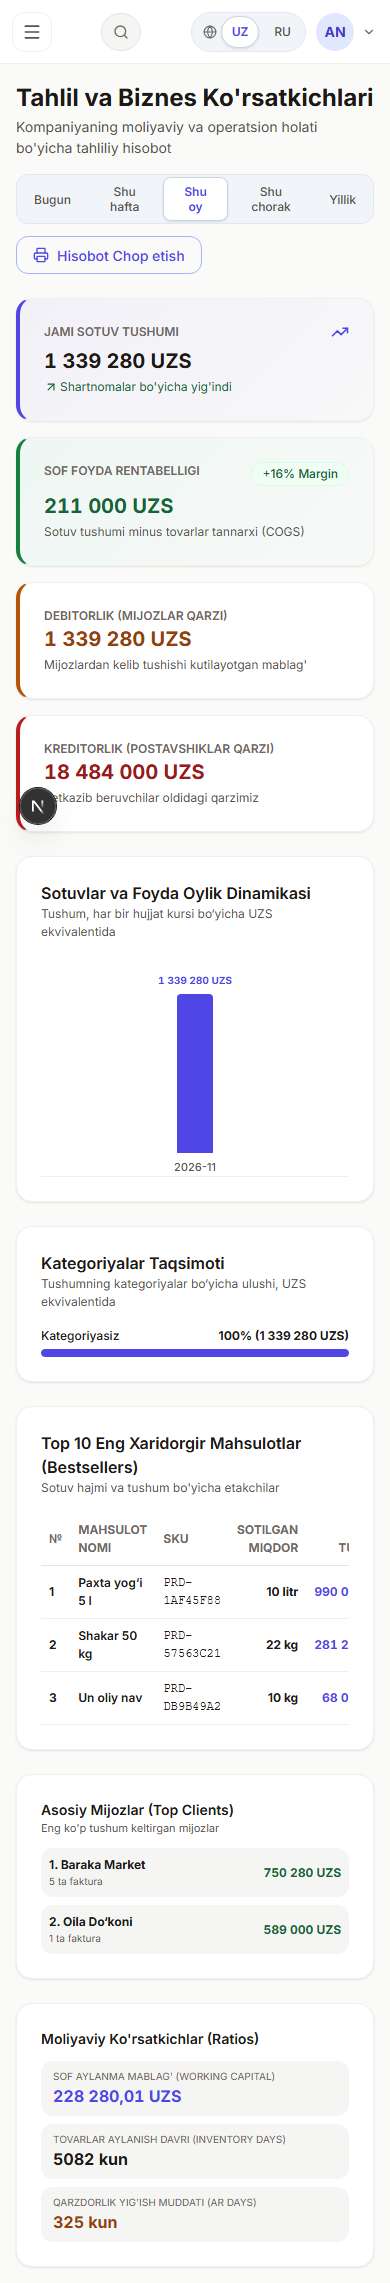 UZ RU AN
Tahlil va Biznes Ko'rsatkichlari
Kompaniyaning moliyaviy va operatsion holati
bo'yicha tahliliy hisobot
Bugun
Shu
hafta
Shu
oy
Shu
chorak
Yillik
Hisobot Chop etish
JAMI SOTUV TUSHUMI
1 339 280 UZS
Shartnomalar bo'yicha yig'indi
SOF FOYDA RENTABELLIGI
+16% Margin
211 000 UZS
Sotuv tushumi minus tovarlar tannarxi (COGS)
DEBITORLIK (MIJOZLAR QARZI)
1 339 280 UZS
Mijozlardan kelib tushishi kutilayotgan mablag'
KREDITORLIK (POSTAVSHIKLAR QARZI)
18 484 000 UZS
N
etkazib beruvchilar oldidagi qarzimiz
Sotuvlar va Foyda Oylik Dinamikasi
Tushum, har bir hujjat kursi bo‘yicha UZS
ekvivalentida
1 339 280 UZS
2026-11
Kategoriyalar Taqsimoti
Tushumning kategoriyalar bo‘yicha ulushi, UZS
ekvivalentida
Kategoriyasiz 100% (1 339 280 UZS)
Top 10 Eng Xaridorgir Mahsulotlar
(Bestsellers)
Sotuv hajmi va tushum bo'yicha etakchilar
№
MAHSULOT
NOMI
SKU
SOTILGAN
MIQDOR
1
Paxta yog‘i
5 l
PRD-
1AF45F88
10 litr
990 0
2
Shakar 50
kg
PRD-
57563C21
22 kg
281 2
3
Un oliy nav
PRD-
DB9B49A2
10 kg
68 0
Asosiy Mijozlar (Top Clients)
Eng ko'p tushum keltirgan mijozlar
1. Baraka Market
5 ta faktura
750 280 UZS
2. Oila Do‘koni
1 ta faktura
589 000 UZS
Moliyaviy Ko'rsatkichlar (Ratios)
SOF AYLANMA MABLAG' (WORKING CAPITAL)
228 280,01 UZS
TOVARLAR AYLANISH DAVRI (INVENTORY DAYS)
5082 kun
QARZDORLIK YIG'ISH MUDDATI (AR DAYS)
325 kun